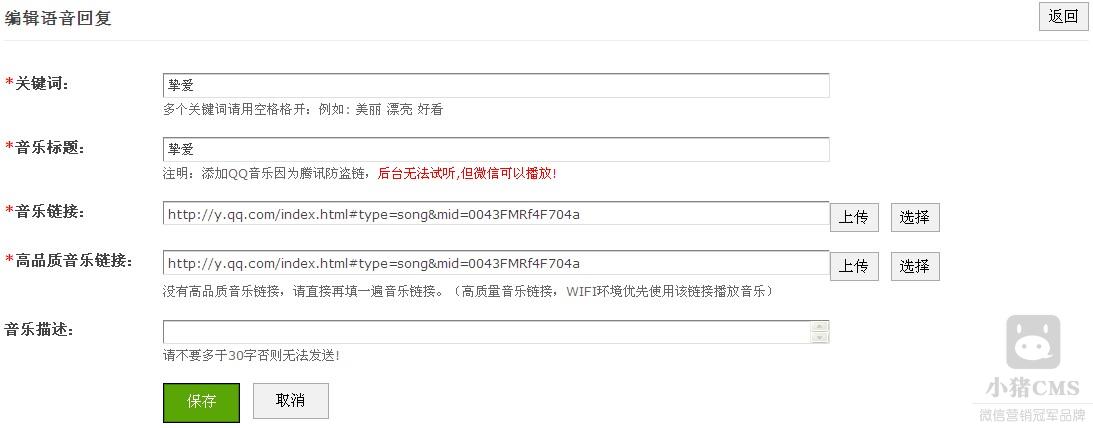 编辑语音回复
返回
*关键词: 挚爱
多个关键词请用空格格开：例如: 美丽 漂亮 好看
*音乐标题: 挚爱
注明：添加QQ音乐因为腾讯防盗链，后台无法试听,但微信可以播放!
*音乐链接: http://y.qq.com/index.html#type=song&mid=0043FMRf4F704a 上传 选择
*高品质音乐链接: http://y.qq.com/index.html#type=song&mid=0043FMRf4F704a 上传 选择
没有高品质音乐链接，请直接再填一遍音乐链接。（高质量音乐链接，WIFI环境优先使用该链接播放音乐）
音乐描述:
请不要多于30字否则无法发送!
保存 取消
小猪CMS
微信营销冠军品牌